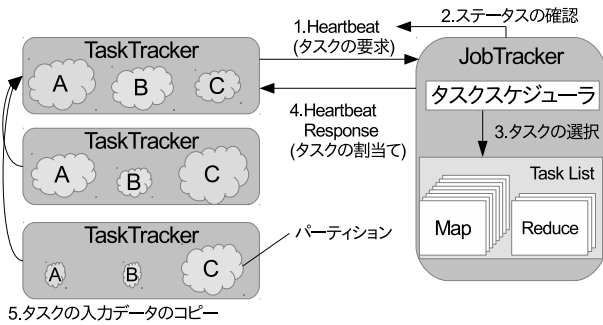 2.ステータスの確認
1.Heartbeat
(タスクの要求)
TaskTracker
A
B
C
JobTracker
タスクスケジューラ
4.Heartbeat
Response
(タスクの割当て)
3.タスクの選択
TaskTracker
A
B
C
Task List
Map
Reduce
TaskTracker
A
B
C
パーティション
5.タスクの入力データのコピー